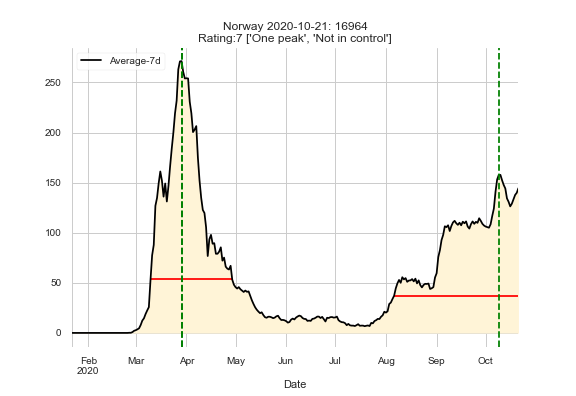 Norway 2020-10-21: 16964
Rating:7 ['One peak', 'Not in control']
Average-7d
250
200
150
100
50
0
Feb Mar Apr May Jun Jul Aug Sep Oct
2020
Date